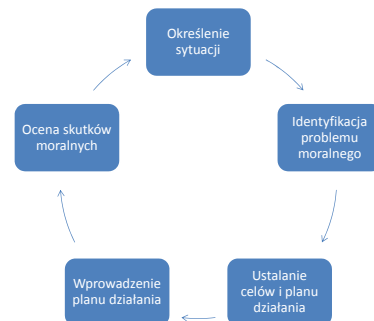 Określenie
sytuacji
Identyfikacja
problemu
moralnego
Ustalanie
celów i planu
działania
Wprowadzenie
planu działania
Ocena skutków
moralnych